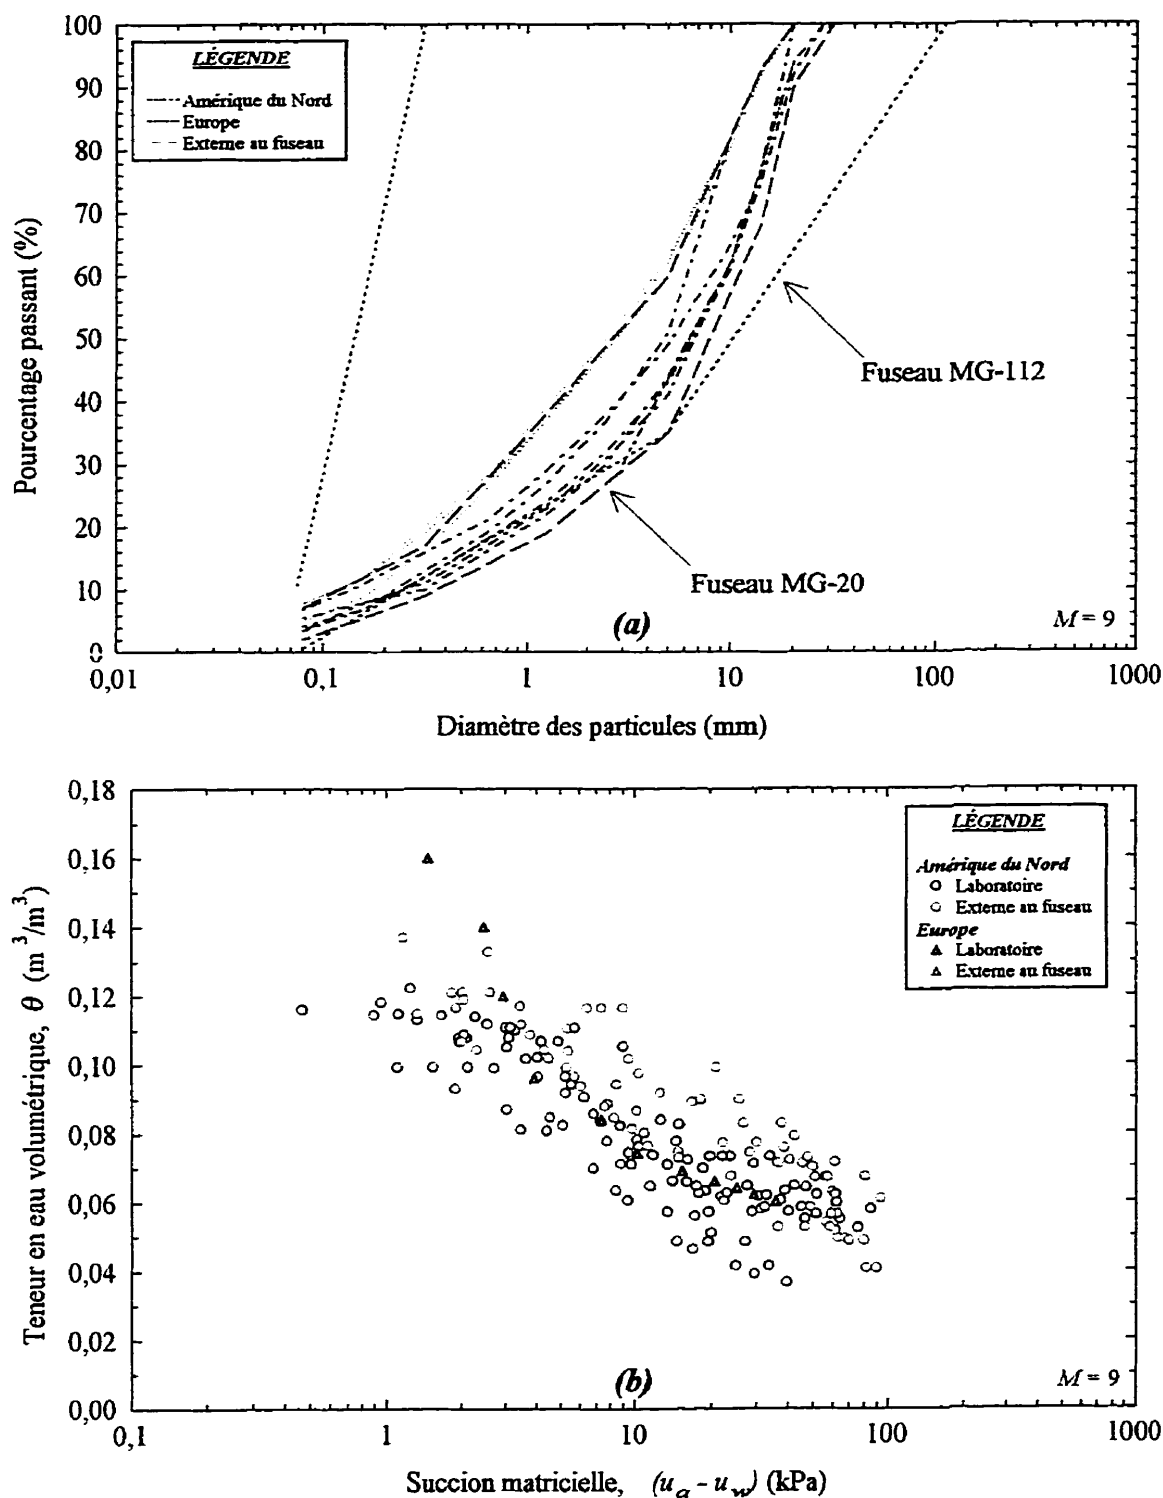 100
90
80
70
60
50
40
30
20
10
0
Pourcentage passant (%)
LÉGENDE
Amérique du Nord
Europe
Externe au fuseau
Fuseau MG-112
Fuseau MG-20
(a)
M = 9
0,01
0,1
1
10
100
1000
Diamètre des particules (mm)
0,18
0,16
0,14
0,12
0,10
0,08
0,06
0,04
0,02
0,00
Teneur en eau volumétrique, θ (m³/m³)
LÉGENDE
Amérique du Nord
Laboratoire
Externe au fuseau
Europe
Laboratoire
Externe au fuseau
(b)
M = 9
0,1
1
10
100
1000
Succion matricielle, (u_a - u_w) (kPa)